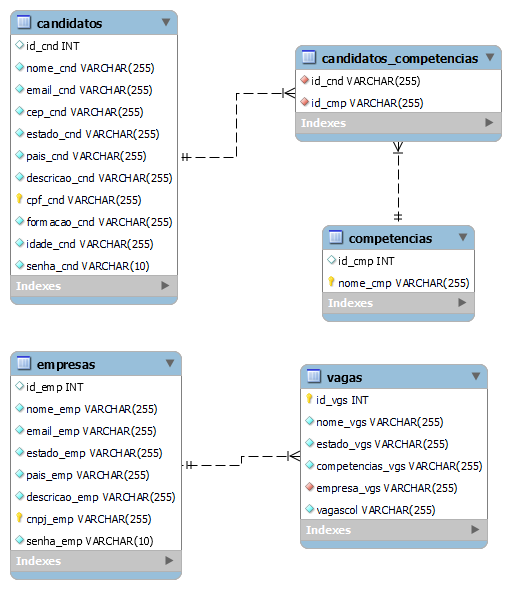 candidatos
id_cnd INT
nome_cnd VARCHAR(255)
email_cnd VARCHAR(255)
cep_cnd VARCHAR(255)
estado_cnd VARCHAR(255)
pais_cnd VARCHAR(255)
descricao_cnd VARCHAR(255)
cpf_cnd VARCHAR(255)
formacao_cnd VARCHAR(255)
idade_cnd VARCHAR(255)
senha_cnd VARCHAR(10)
Indexes
candidatos_competencias
id_cnd VARCHAR(255)
id_cmp VARCHAR(255)
Indexes
competencias
id_cmp INT
nome_cmp VARCHAR(255)
Indexes
empresas
id_emp INT
nome_emp VARCHAR(255)
email_emp VARCHAR(255)
estado_emp VARCHAR(255)
pais_emp VARCHAR(255)
descricao_emp VARCHAR(255)
cnpj_emp VARCHAR(255)
senha_emp VARCHAR(10)
Indexes
vagas
id_vgs INT
nome_vgs VARCHAR(255)
estado_vgs VARCHAR(255)
competencias_vgs VARCHAR(255)
empresa_vgs VARCHAR(255)
vagascol VARCHAR(255)
Indexes